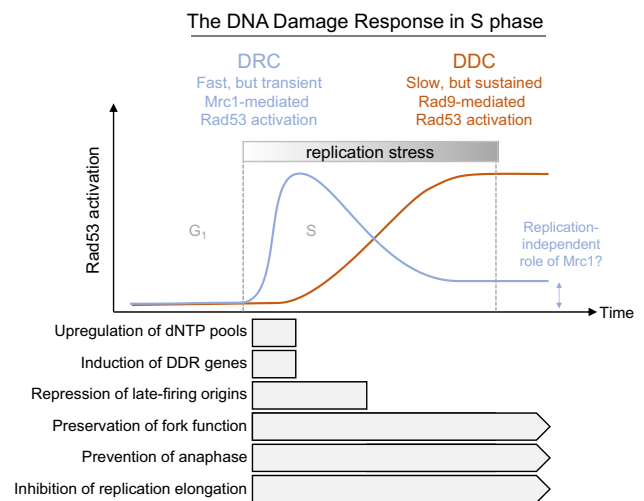 The DNA Damage Response in S phase
DRC
Fast, but transient
Mrc1-mediated
Rad53 activation
DDC
Slow, but sustained
Rad9-mediated
Rad53 activation
replication stress
Rad53 activation
G1
S
Replication-
independent
role of Mrc1?
Time
Upregulation of dNTP pools
Induction of DDR genes
Repression of late-firing origins
Preservation of fork function
Prevention of anaphase
Inhibition of replication elongation